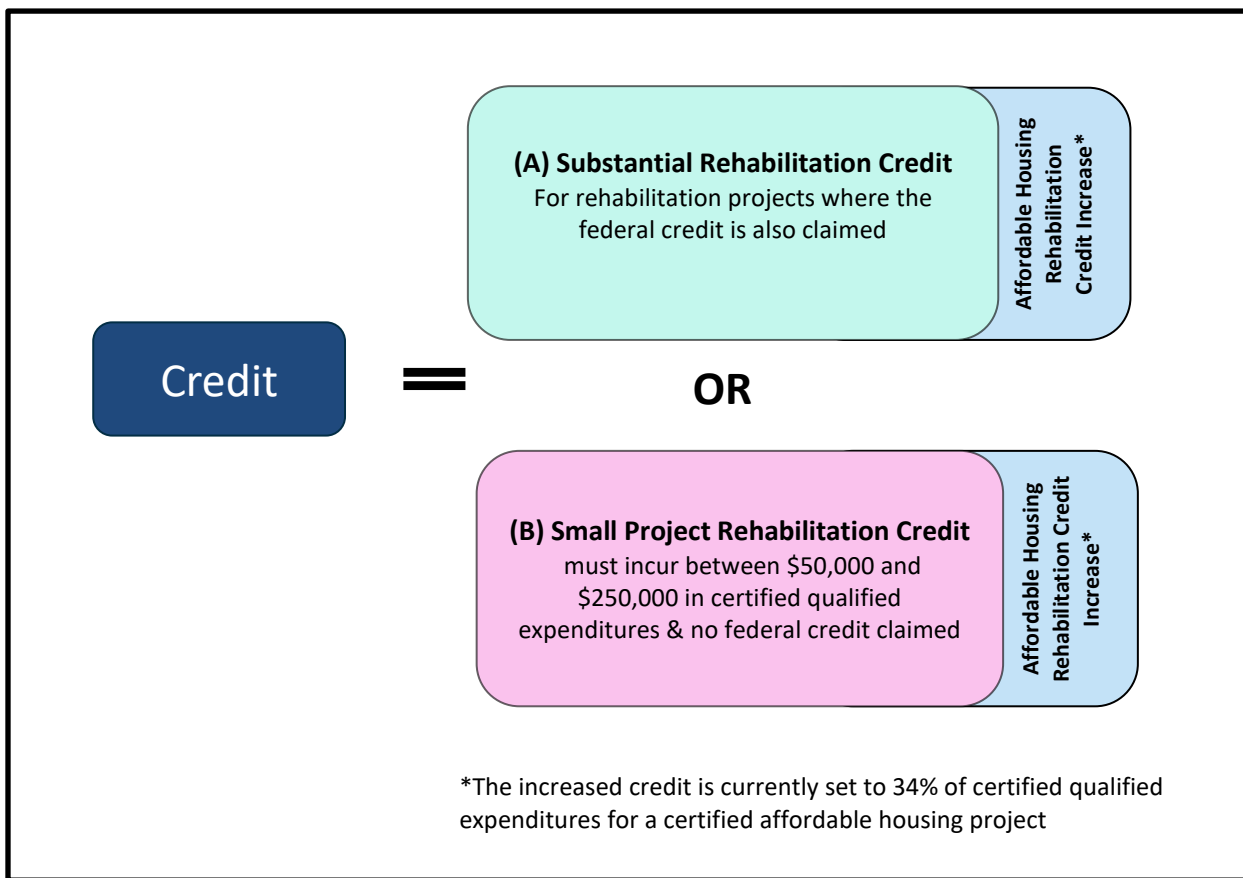 (A) Substantial Rehabilitation Credit
For rehabilitation projects where the
federal credit is also claimed
Affordable Housing
Rehabilitation
Credit Increase*
Credit
=
OR
(B) Small Project Rehabilitation Credit
must incur between $50,000 and
$250,000 in certified qualified
expenditures & no federal credit claimed
Affordable Housing
Rehabilitation Credit
Increase*
*The increased credit is currently set to 34% of certified qualified
expenditures for a certified affordable housing project